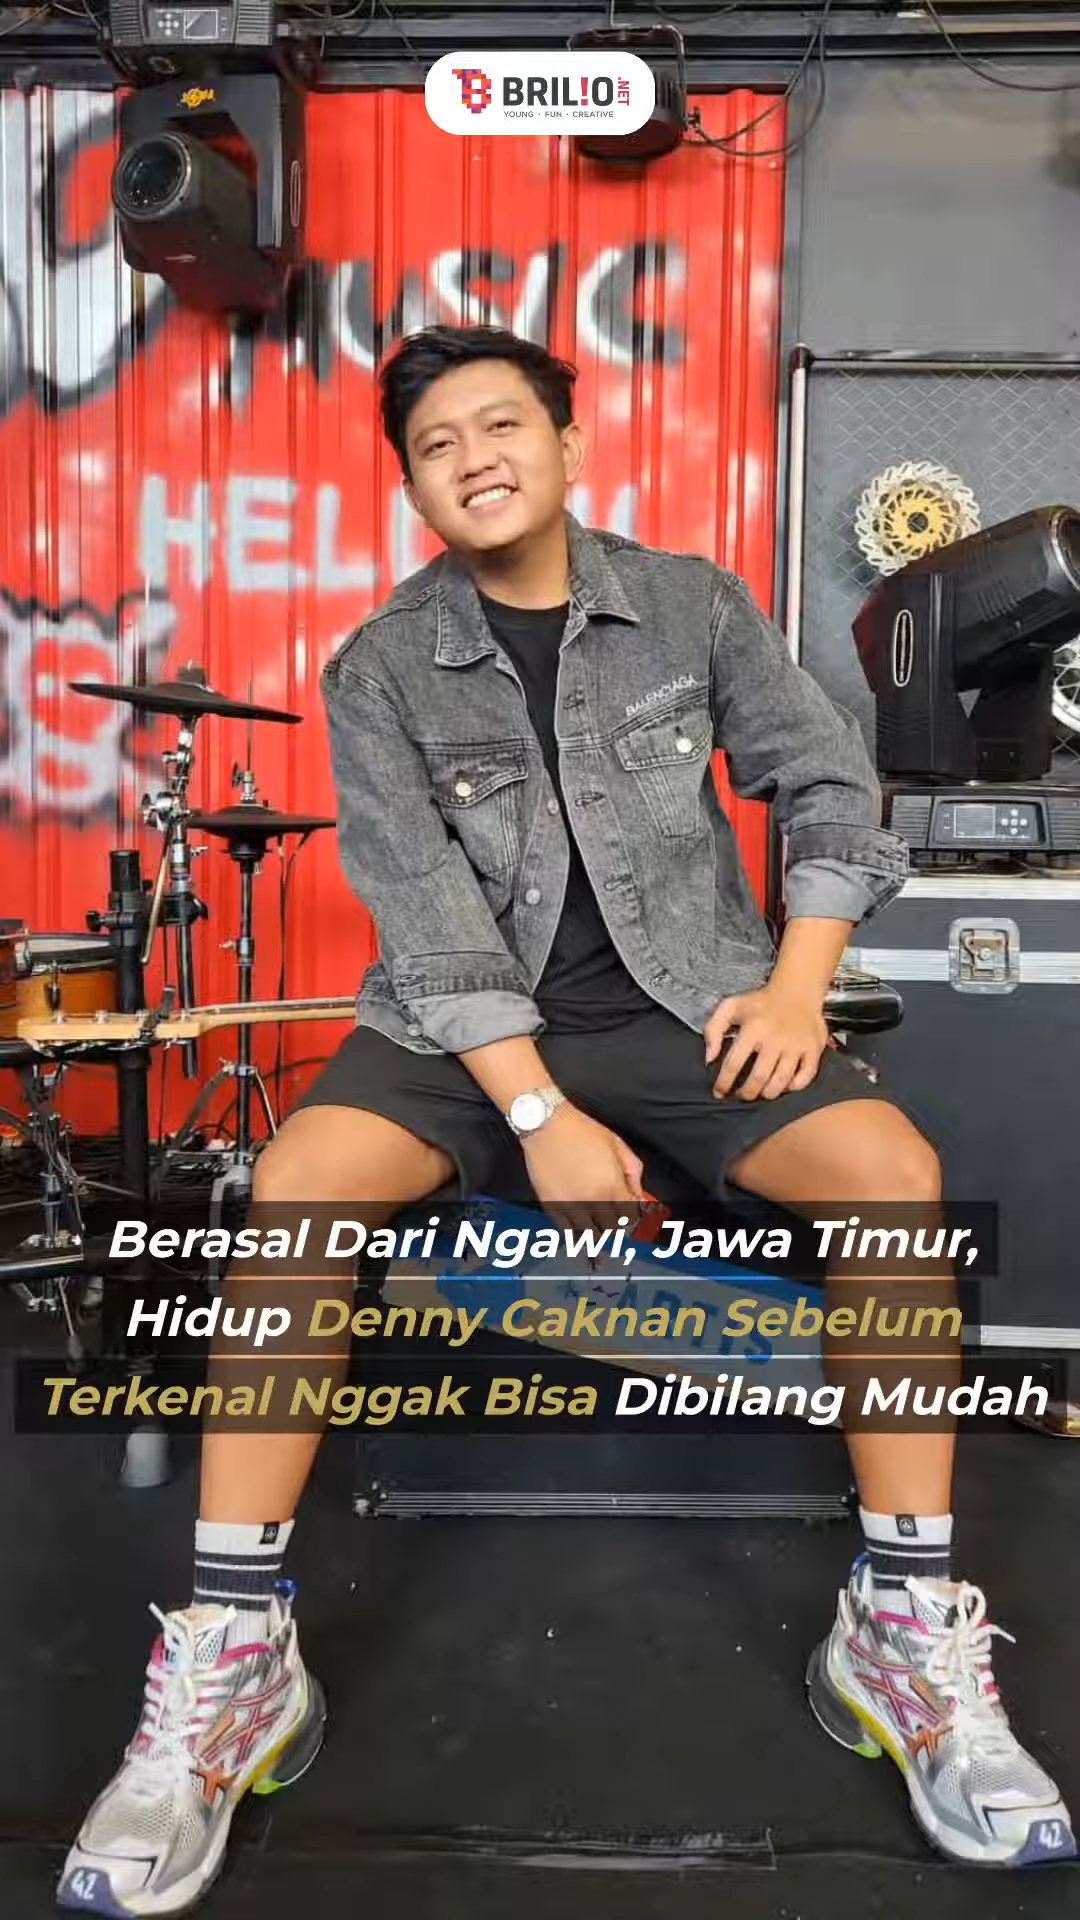 BRIL!O.NET
YOUNG • FUN • CREATIVE
MUSIC
BALENCIAGA
Berasal Dari Ngawi, Jawa Timur,
Hidup Denny Caknan Sebelum
Terkenal Nggak Bisa Dibilang Mudah
42
42